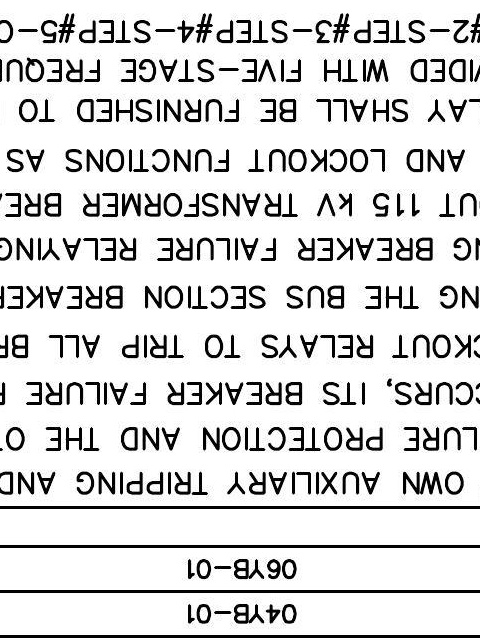 04YB-01
06YB-01
OWN AUXILIARY TRIPPING AND
LURE PROTECTION AND THE
CCURS, ITS BREAKER FAILURE
CKOUT RELAYS TO TRIP ALL BR
NG THE BUS SECTION BREAKER
NG BREAKER FAILURE RELAYING
UT 115 kV TRANSFORMER BREA
AND LOCKOUT FUNCTIONS AS
LAY SHALL BE FURNISHED TO
VIDED WITH FIVE-STAGE FREQU
#2-STEP#3-STEP#4-STEP#5-O